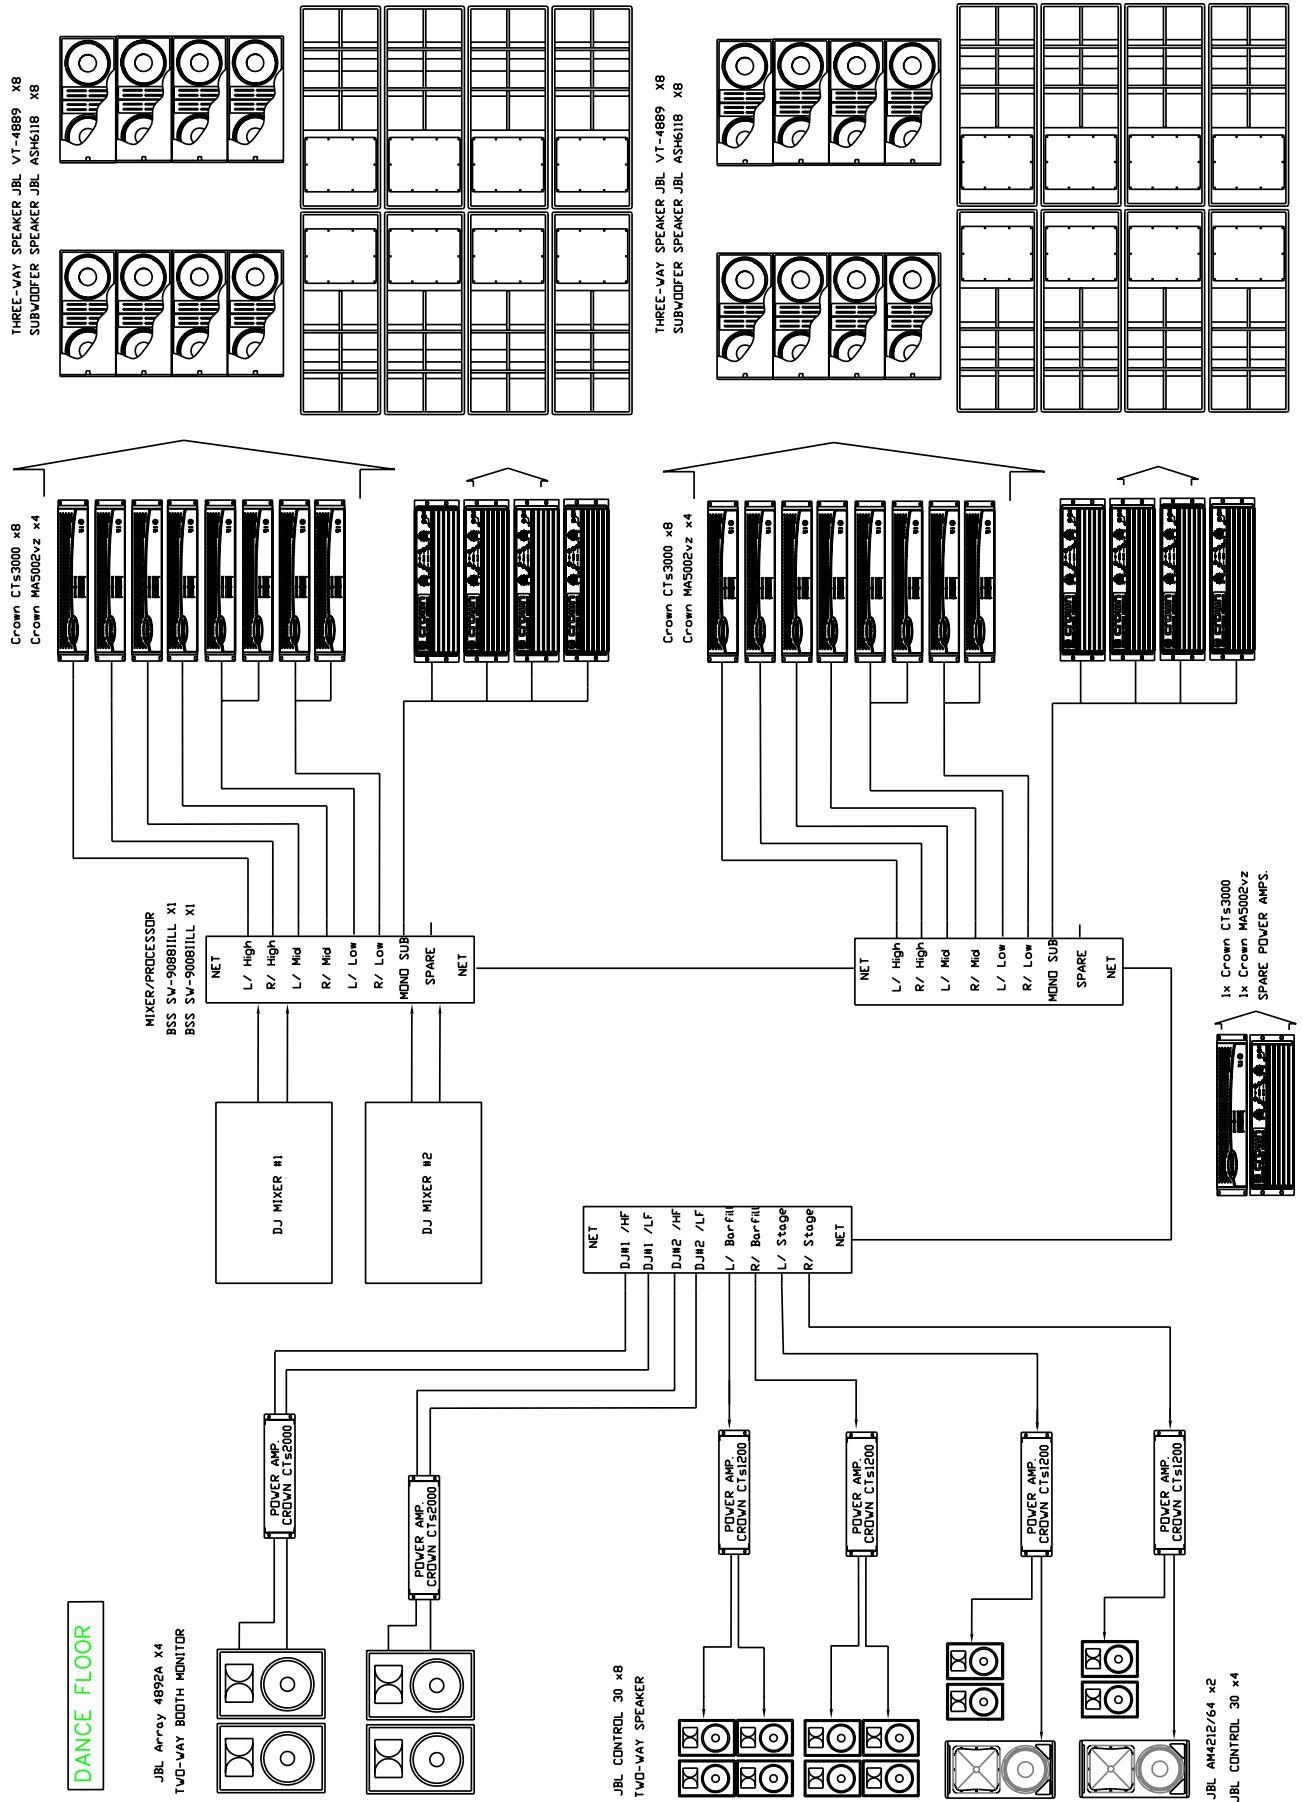 DANCE FLOOR
JBL Array 4892A X4
TWO-WAY BOOTH MONITOR
POWER AMP.
CROWN CTs2000
POWER AMP.
CROWN CTs2000
DJ MIXER #1
DJ MIXER #2
MIXER/PROCESSOR
BSS SW-9088IILL X1
BSS SW-9008IILL X1
NET
L/ High
R/ High
L/ Mid
R/ Mid
L/ Low
R/ Low
MONO SUB
SPARE
NET
Crown CTs3000 x8
Crown MA5002vz x4
THREE-WAY SPEAKER JBL VT-4889 X8
SUBWOOFER SPEAKER JBL ASH6118 X8
JBL CONTROL 30 x8
TWO-WAY SPEAKER
POWER AMP.
CROWN CTs1200
POWER AMP.
CROWN CTs1200
POWER AMP.
CROWN CTs1200
POWER AMP.
CROWN CTs1200
NET
DJ#1 /HF
DJ#1 /LF
DJ#2 /HF
DJ#2 /LF
L/ Barfill
R/ Barfill
L/ Stage
R/ Stage
NET
NET
L/ High
R/ High
L/ Mid
R/ Mid
L/ Low
R/ Low
MONO SUB
SPARE
NET
Crown CTs3000 x8
Crown MA5002vz x4
THREE-WAY SPEAKER JBL VT-4889 X8
SUBWOOFER SPEAKER JBL ASH6118 X8
JBL AM4212/64 x2
JBL CONTROL 30 x4
1x Crown CTs3000
1x Crown MA5002vz
SPARE POWER AMPS.